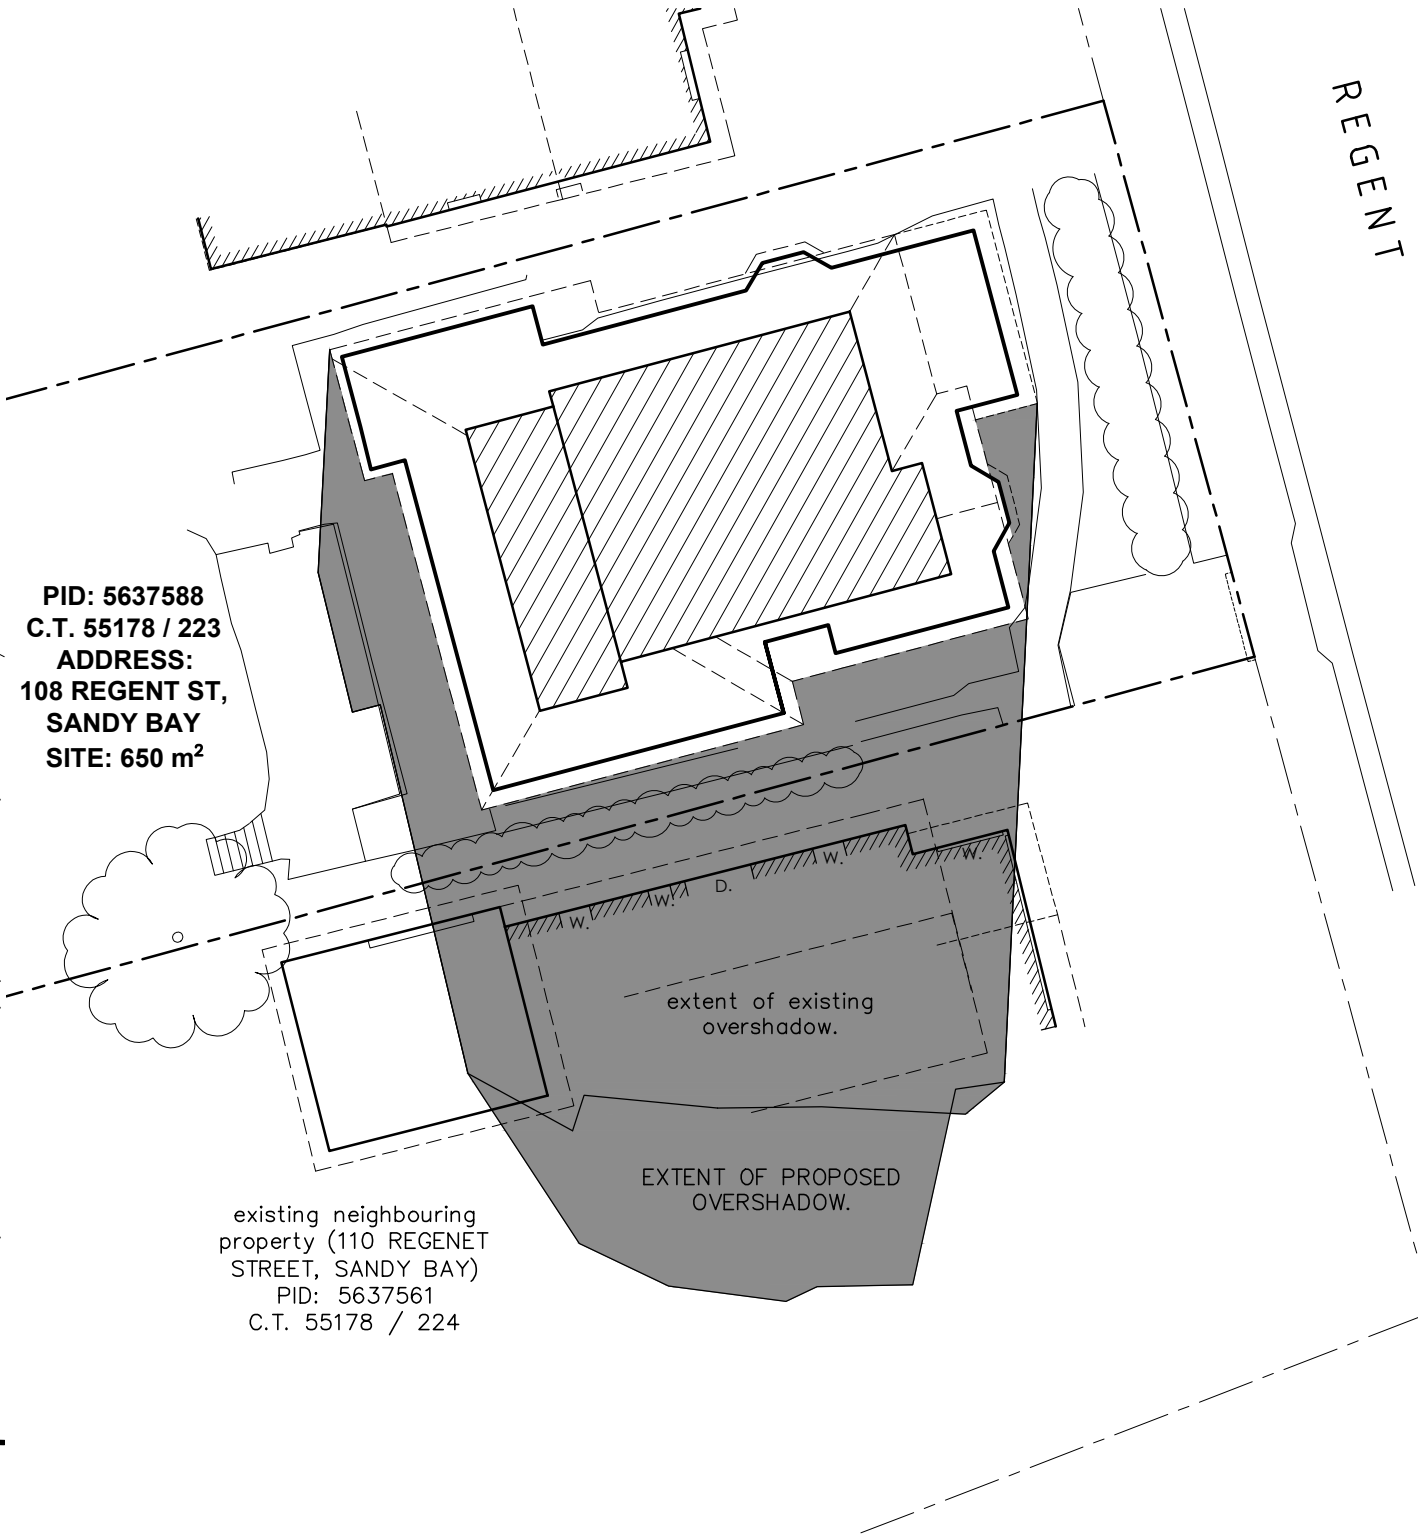 REGENT
PID: 5637588
C.T. 55178 / 223
ADDRESS:
108 REGENT ST,
SANDY BAY
SITE: 650 m²
W.
W.
D.
W.
W.
extent of existing
overshadow.
EXTENT OF PROPOSED
OVERSHADOW.
existing neighbouring
property (110 REGENET
STREET, SANDY BAY)
PID: 5637561
C.T. 55178 / 224